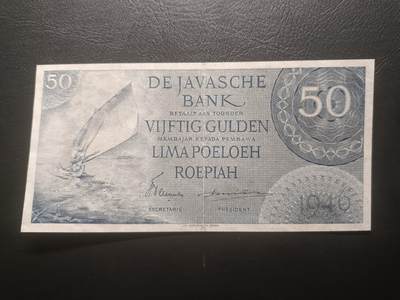 50
DE JAVASCHE
BANK
BETAALT AAN TOONDER
VIJFTIG GULDEN
50
MEMBAJAR KEPADA PEMBAWA
LIMA POELOEH
ROEPIAH
SECRETARIS
PRESIDENT
1946